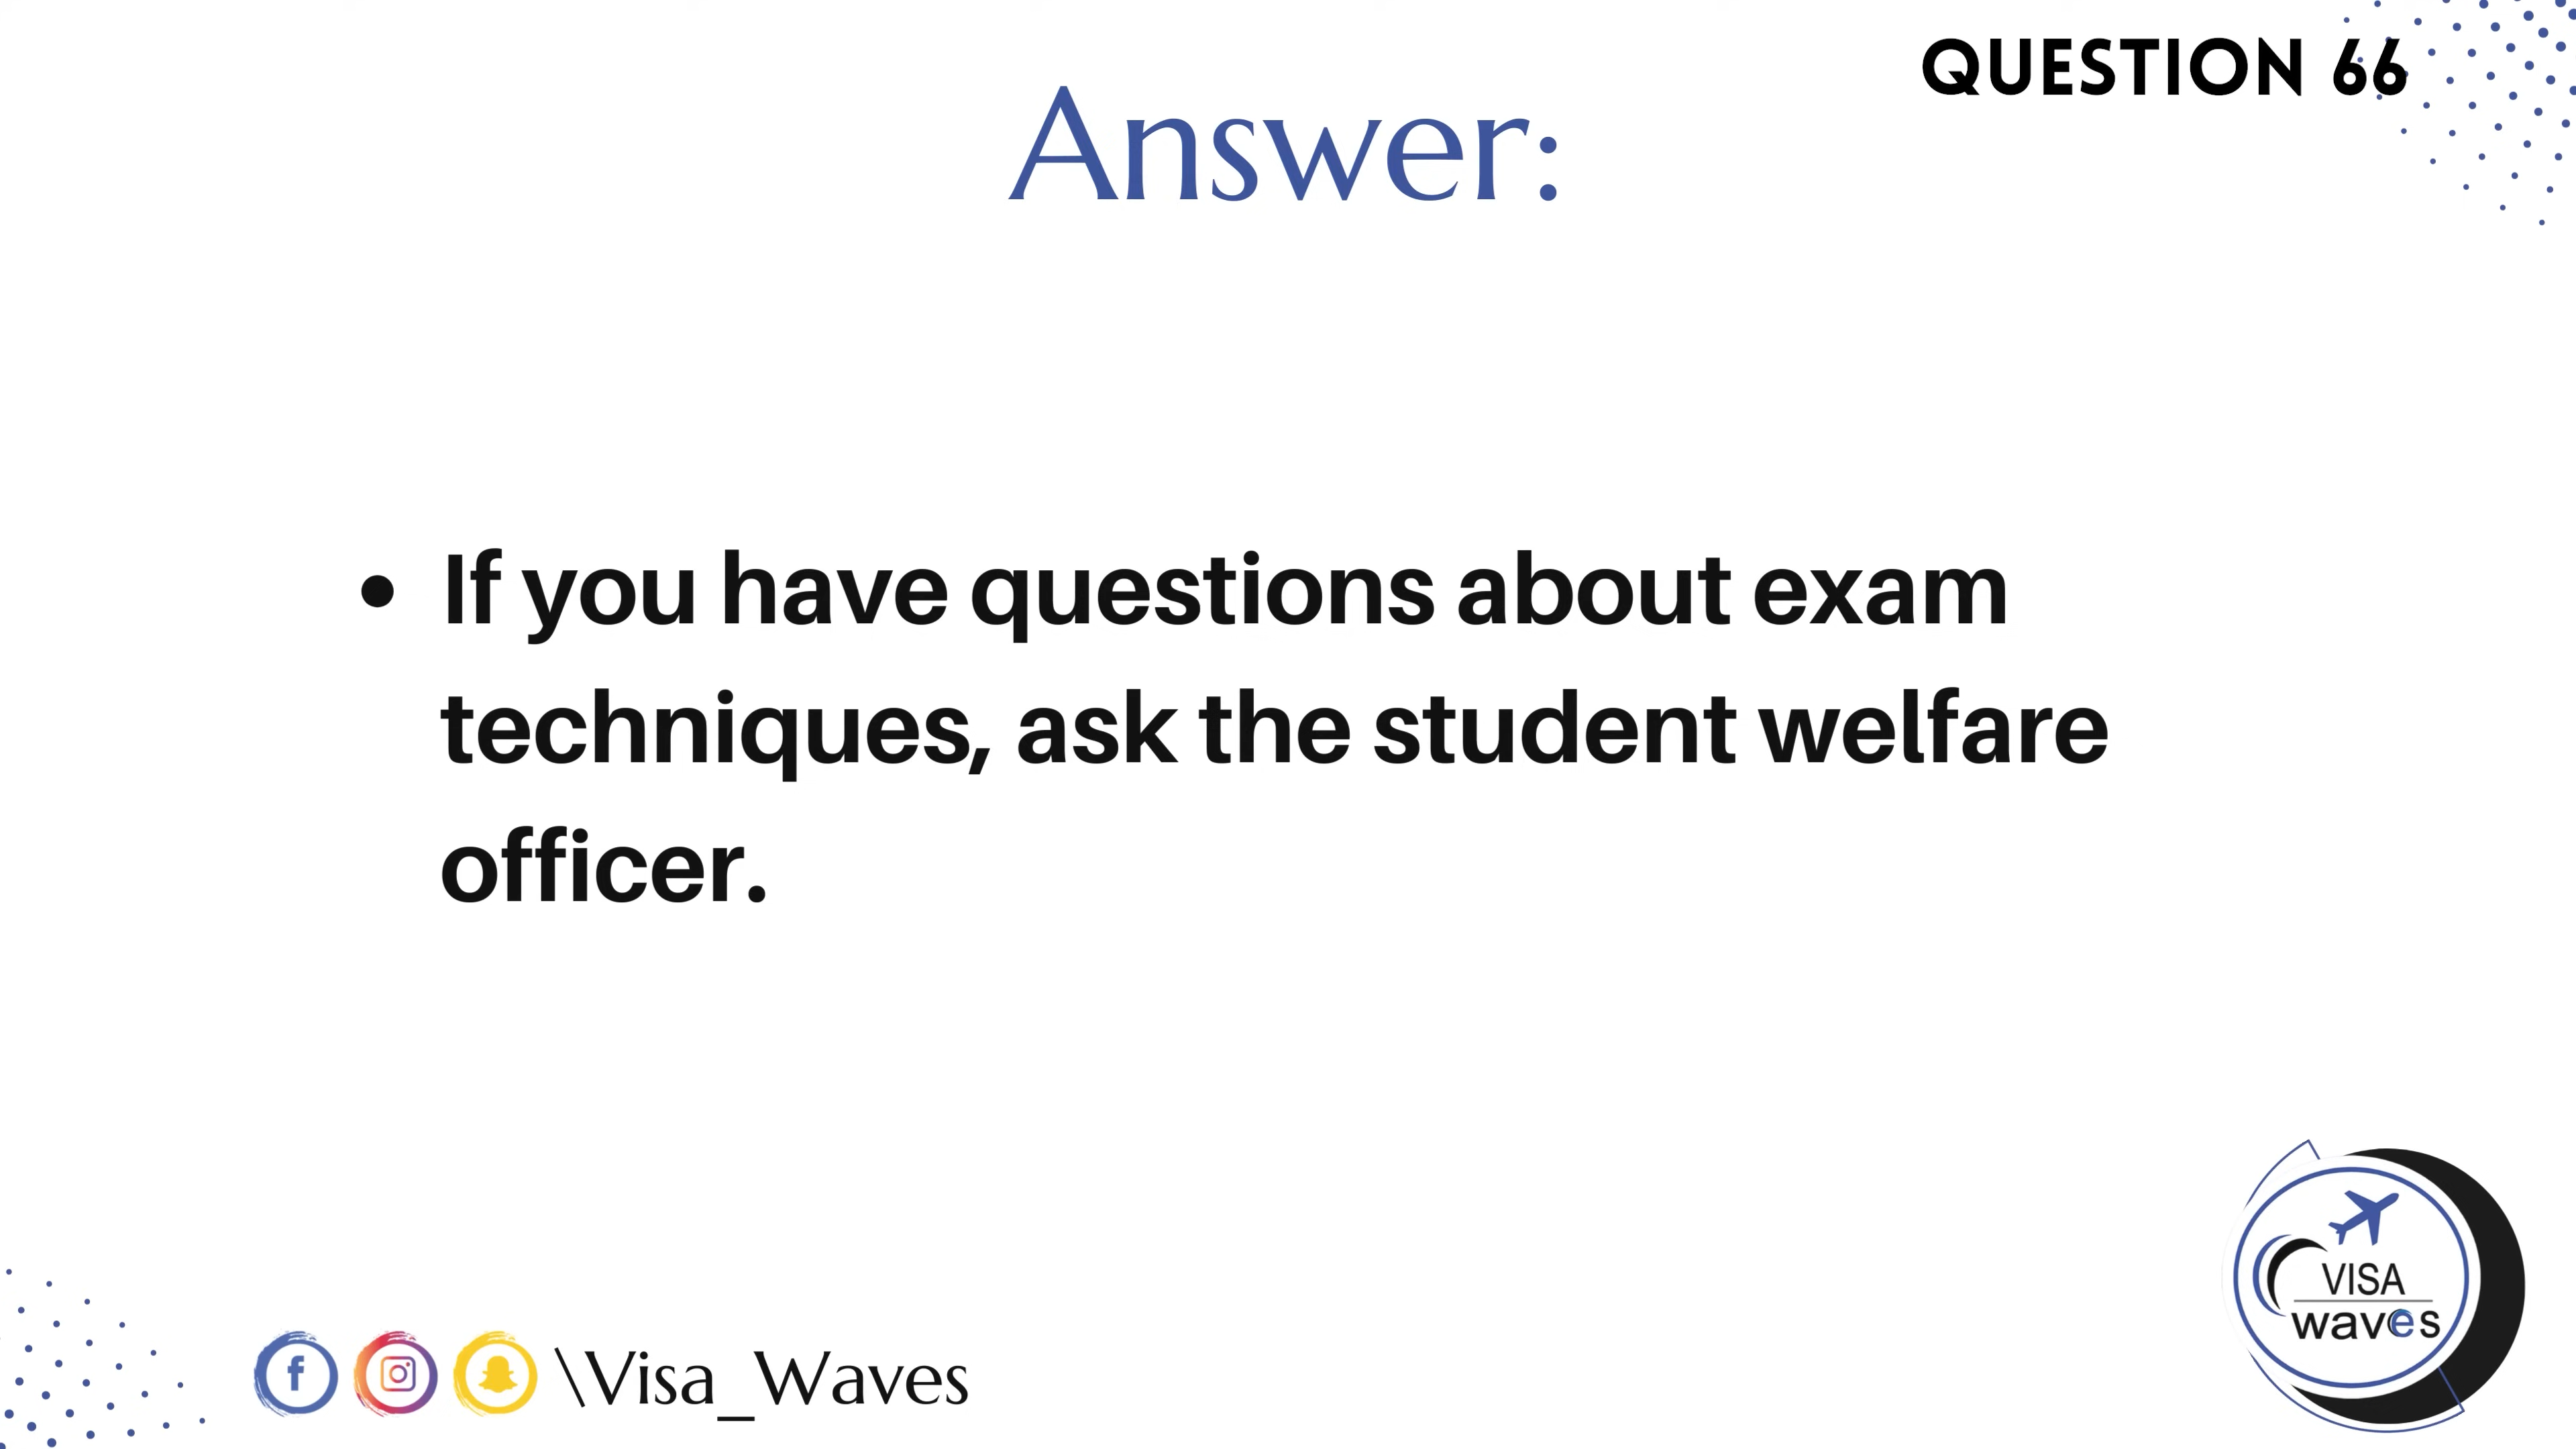 QUESTION 66
Answer:
• If you have questions about exam
techniques, ask the student welfare
officer.
VISA
waves
\Visa_Waves